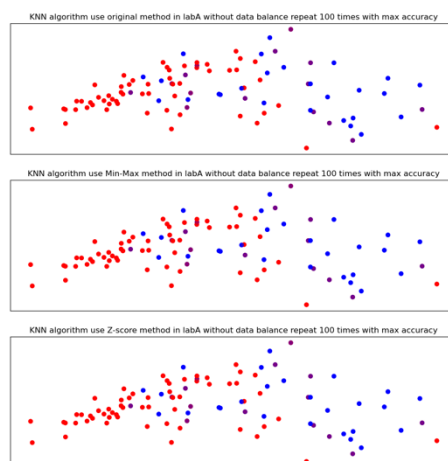 KNN algorithm use original method in labA without data balance repeat 100 times with max accuracy
KNN algorithm use Min-Max method in labA without data balance repeat 100 times with max accuracy
KNN algorithm use Z-score method in labA without data balance repeat 100 times with max accuracy